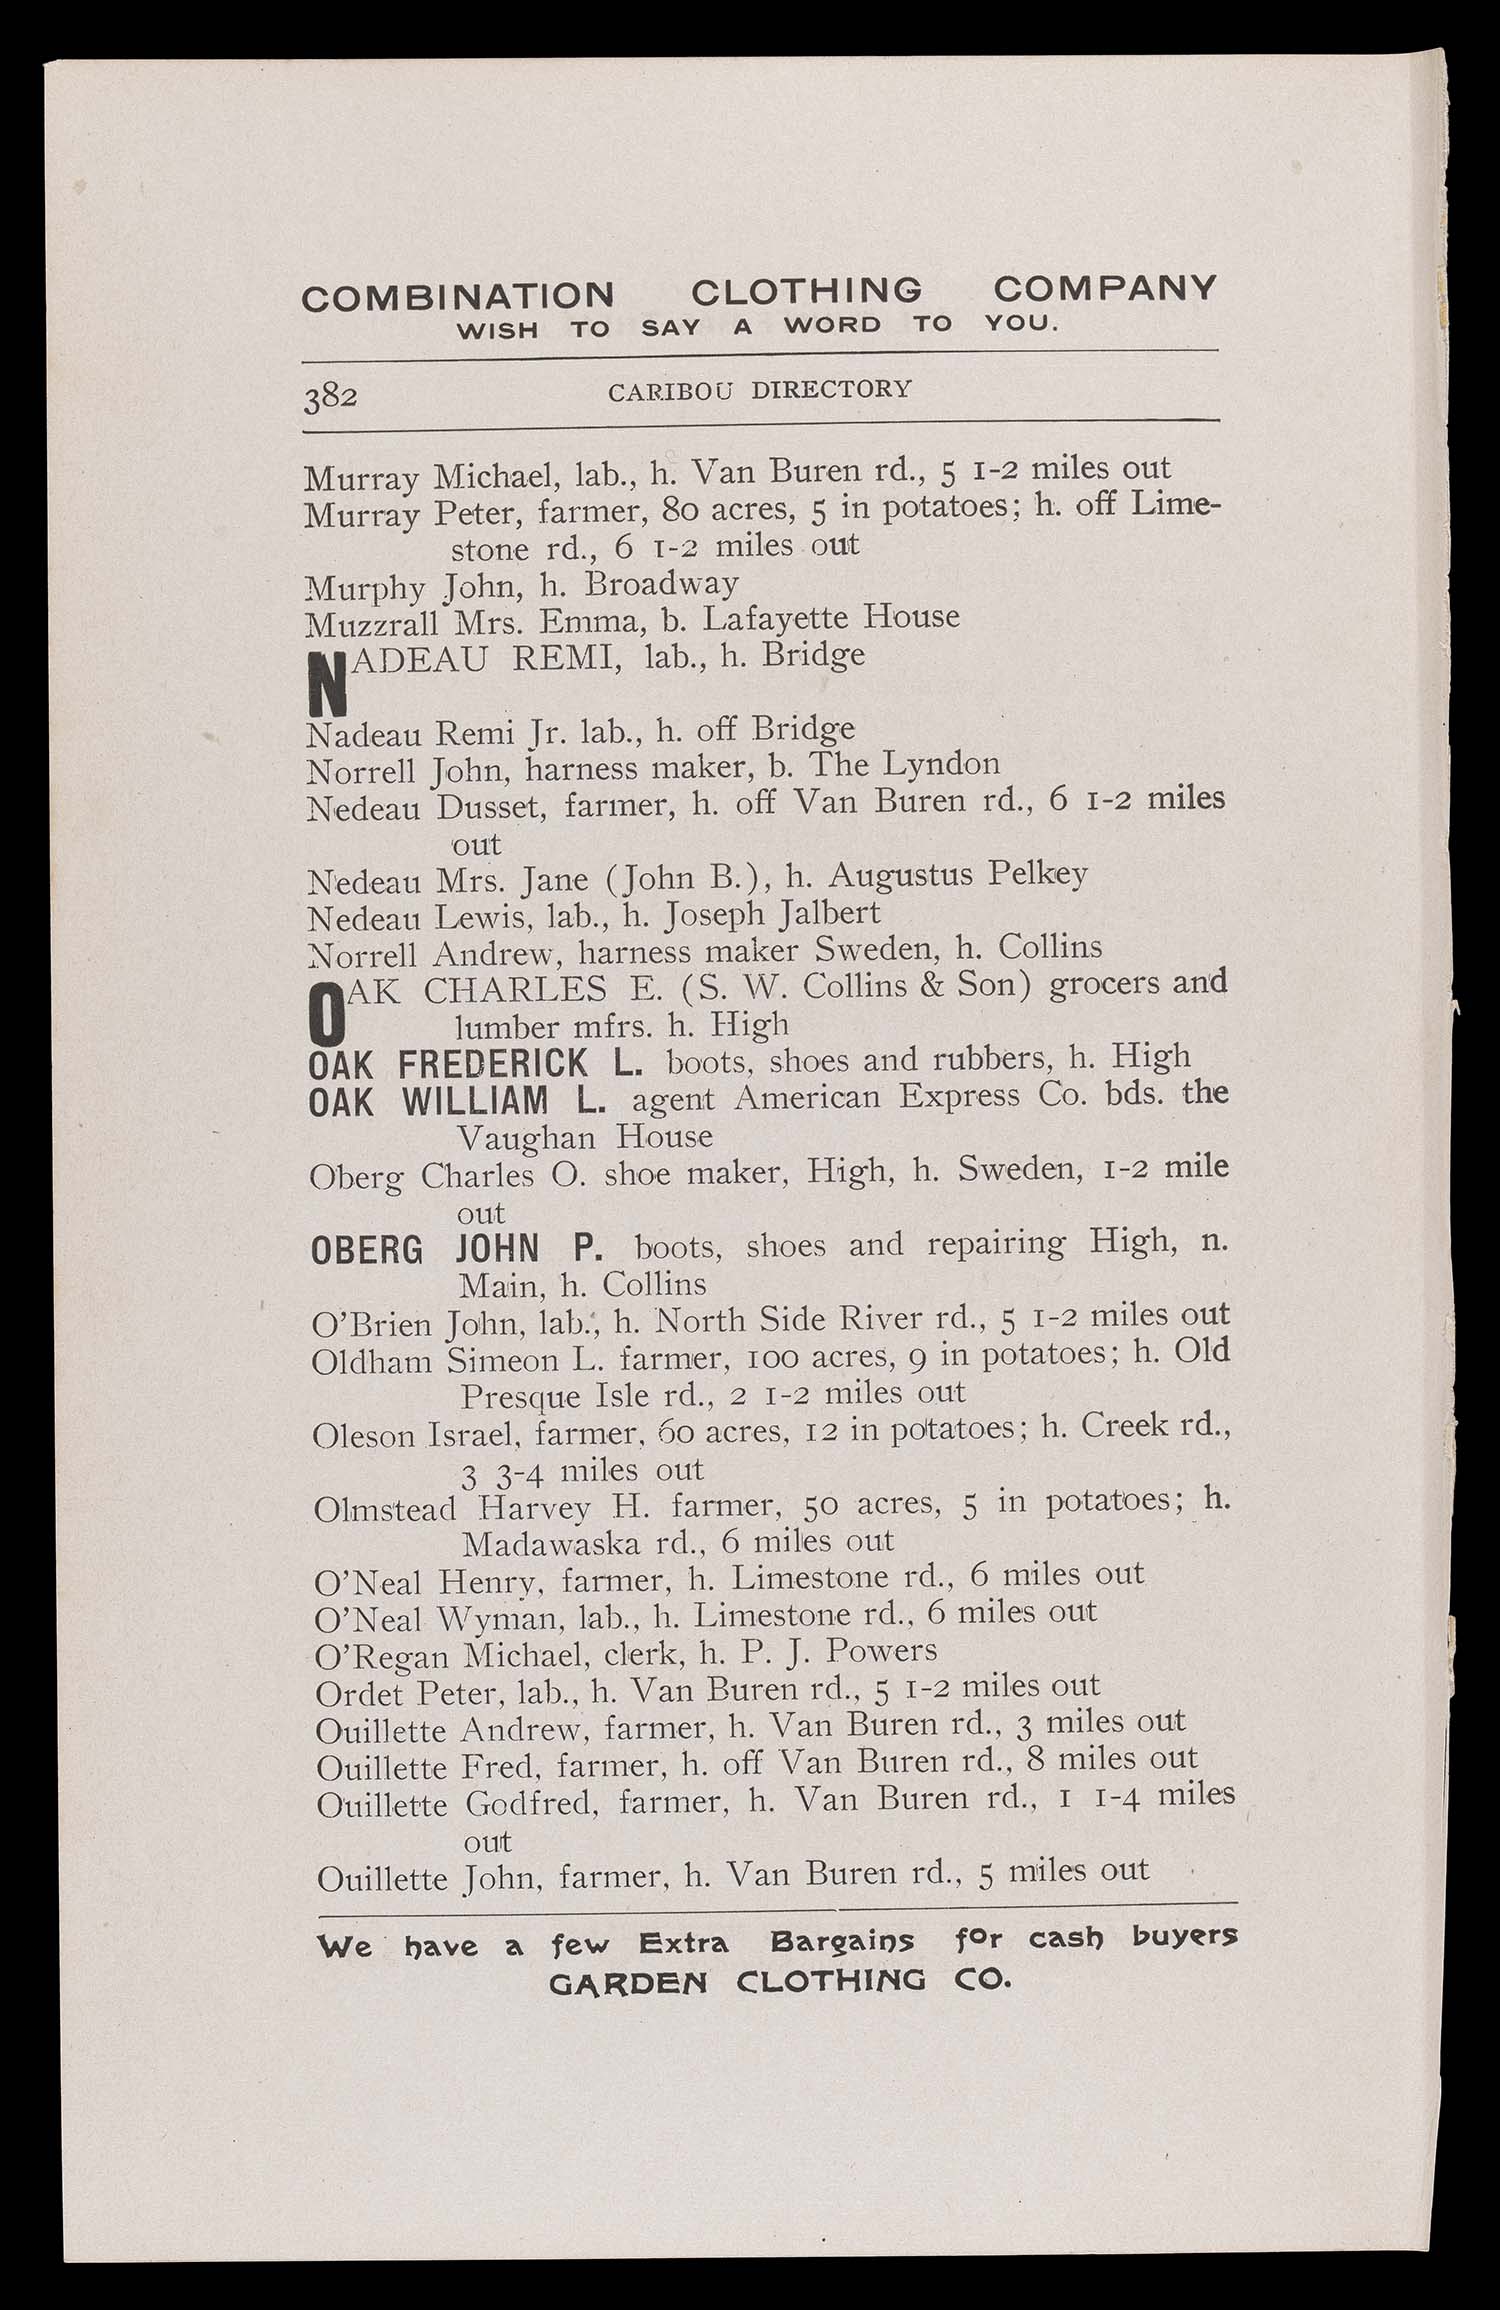 COMBINATION CLOTHING COMPANY
WISH TO SAY A WORD TO YOU.
382 CARIBOU DIRECTORY
Murray Michael, lab., h. Van Buren rd., 5 1-2 miles out
Murray Peter, farmer, 80 acres, 5 in potatoes; h. off Lime-
stone rd., 6 1-2 miles out
Murphy John, h. Broadway
Muzzrall Mrs. Emma, b. Lafayette House
NADEAU REMI, lab., h. Bridge
Nadeau Remi Jr. lab., h. off Bridge
Norrell John, harness maker, b. The Lyndon
Nedeau Dusset, farmer, h. off Van Buren rd., 6 1-2 miles
out
Nedeau Mrs. Jane (John B.), h. Augustus Pelkey
Nedeau Lewis, lab., h. Joseph Jalbert
Norrell Andrew, harness maker Sweden, h. Collins
OAK CHARLES E. (S. W. Collins & Son) grocers and
lumber mfrs. h. High
OAK FREDERICK L. boots, shoes and rubbers, h. High
OAK WILLIAM L. agent American Express Co. bds. the
Vaughan House
Oberg Charles O. shoe maker, High, h. Sweden, 1-2 mile
out
OBERG JOHN P. boots, shoes and repairing High, n.
Main, h. Collins
O'Brien John, lab., h. North Side River rd., 5 1-2 miles out
Oldham Simeon L. farmer, 100 acres, 9 in potatoes; h. Old
Presque Isle rd., 2 1-2 miles out
Oleson Israel, farmer, 60 acres, 12 in potatoes; h. Creek rd.,
3 3-4 miles out
Olmstead Harvey H. farmer, 50 acres, 5 in potatoes; h.
Madawaska rd., 6 miles out
O'Neal Henry, farmer, h. Limestone rd., 6 miles out
O'Neal Wyman, lab., h. Limestone rd., 6 miles out
O'Regan Michael, clerk, h. P. J. Powers
Ordet Peter, lab., h. Van Buren rd., 5 1-2 miles out
Ouillette Andrew, farmer, h. Van Buren rd., 3 miles out
Ouillette Fred, farmer, h. off Van Buren rd., 8 miles out
Ouillette Godfred, farmer, h. Van Buren rd., 1 1-4 miles
out
Ouillette John, farmer, h. Van Buren rd., 5 miles out
We have a few Extra Bargains for cash buyers
GARDEN CLOTHING CO.